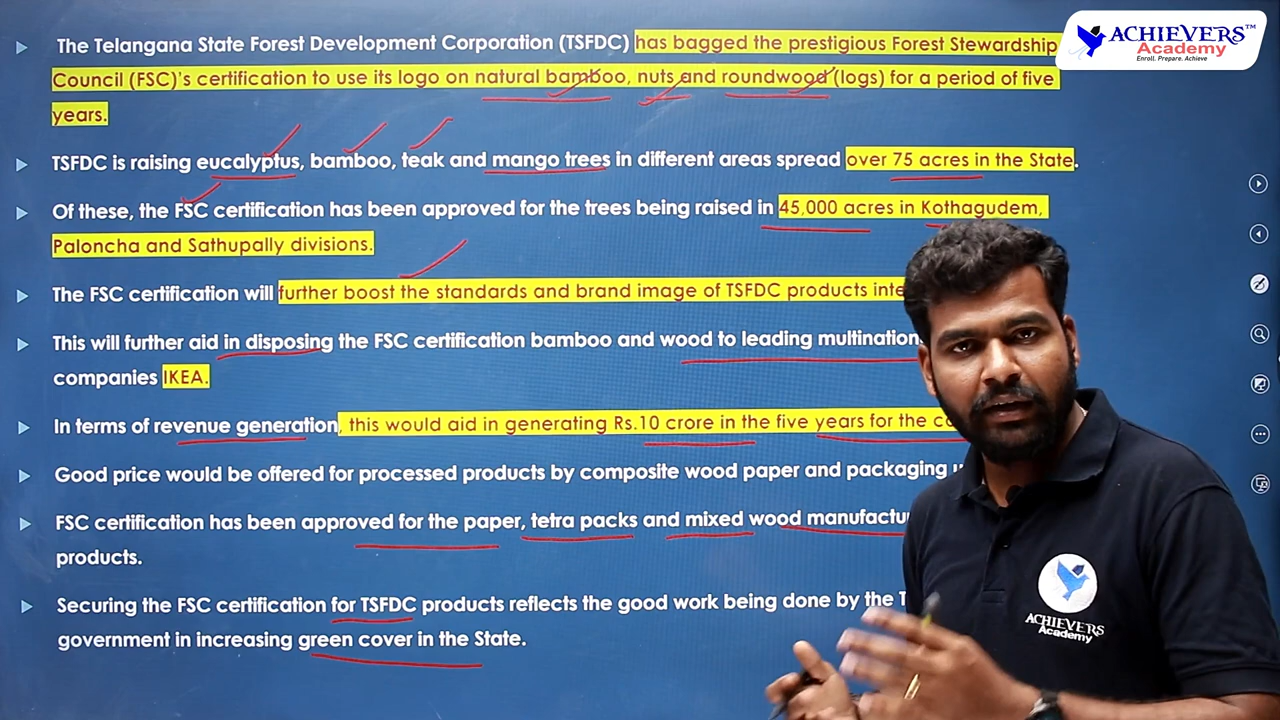 The Telangana State Forest Development Corporation (TSFDC) has bagged the prestigious Forest Stewardship
Council (FSC)'s certification to use its logo on natural bamboo, nuts and roundwood (logs) for a period of five
years.
TSFDC is raising eucalyptus, bamboo, teak and mango trees in different areas spread over 75 acres in the State.
Of these, the FSC certification has been approved for the trees being raised in 45,000 acres in Kothagudem,
Paloncha and Sathupally divisions.
The FSC certification will further boost the standards and brand image of TSFDC products
This will further aid in disposing the FSC certification bamboo and wood to leading
companies IKEA.
In terms of revenue generation, this would aid in generating Rs.10 crore in the five years for the
Good price would be offered for processed products by composite wood paper and packaging
FSC certification has been approved for the paper, tetra packs and mixed wood
products.
Securing the FSC certification for TSFDC products reflects the good work being done by the
government in increasing green cover in the State.
ACHIEVERS™
Academy
Enroll. Prepare. Achieve
ACHIEVERS
Academy